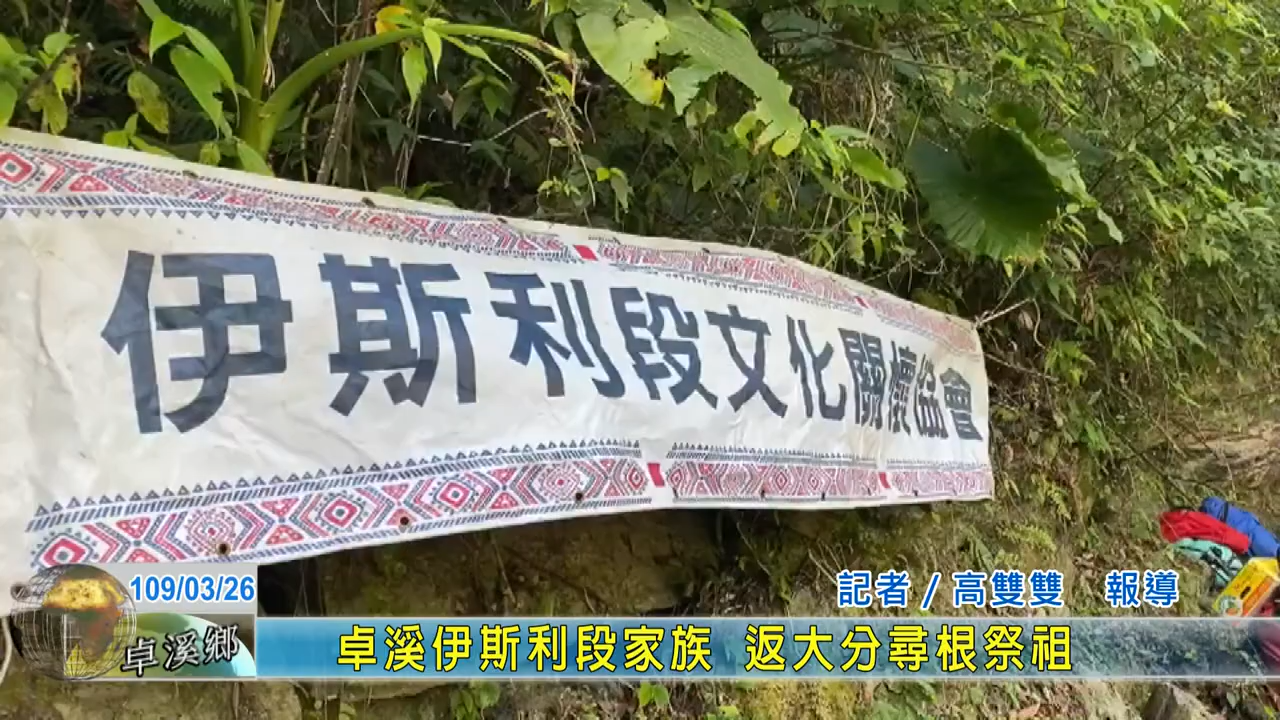 伊斯利段文化關懷協會
109/03/26
卓溪鄉
記者/高雙雙 報導
卓溪伊斯利段家族 返大分尋根祭祖